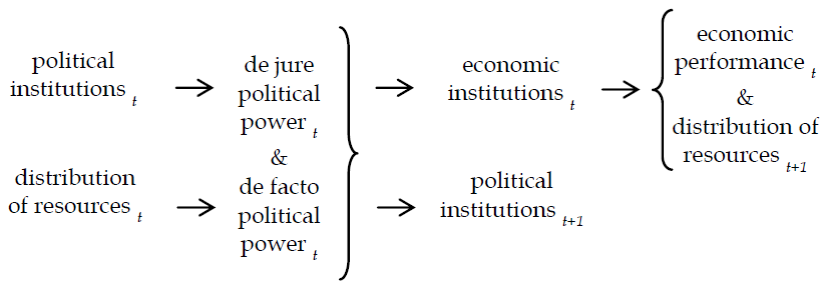 political
institutions t
distribution
of resources t
de jure
political
power t
&
de facto
political
power t
economic
institutions t
political
institutions t+1
economic
performance t
&
distribution of
resources t+1